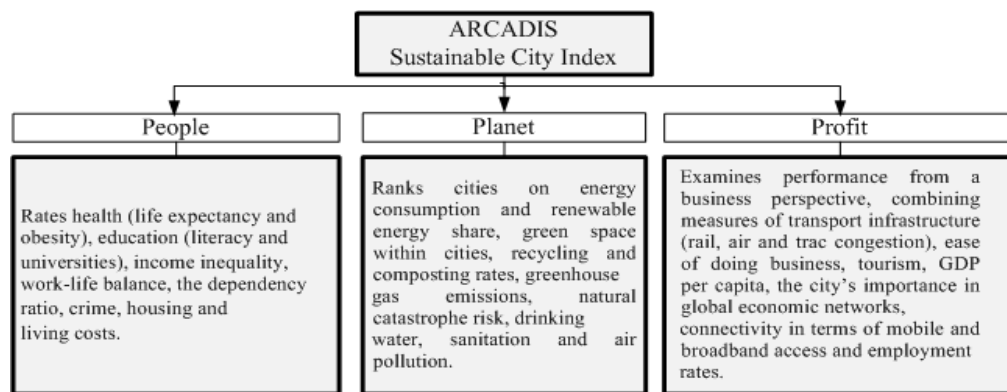 ARCADIS
Sustainable City Index
People
Planet
Profit
Rates health (life expectancy and
obesity), education (literacy and
universities), income inequality,
work-life balance, the dependency
ratio, crime, housing and
living costs.
Ranks cities on energy
consumption and renewable
energy share, green space
within cities, recycling and
composting rates, greenhouse
gas emissions, natural
catastrophe risk, drinking
water, sanitation and air
pollution.
Examines performance from a
business perspective, combining
measures of transport infrastructure
(rail, air and trac congestion), ease
of doing business, tourism, GDP
per capita, the city’s importance in
global economic networks,
connectivity in terms of mobile and
broadband access and employment
rates.